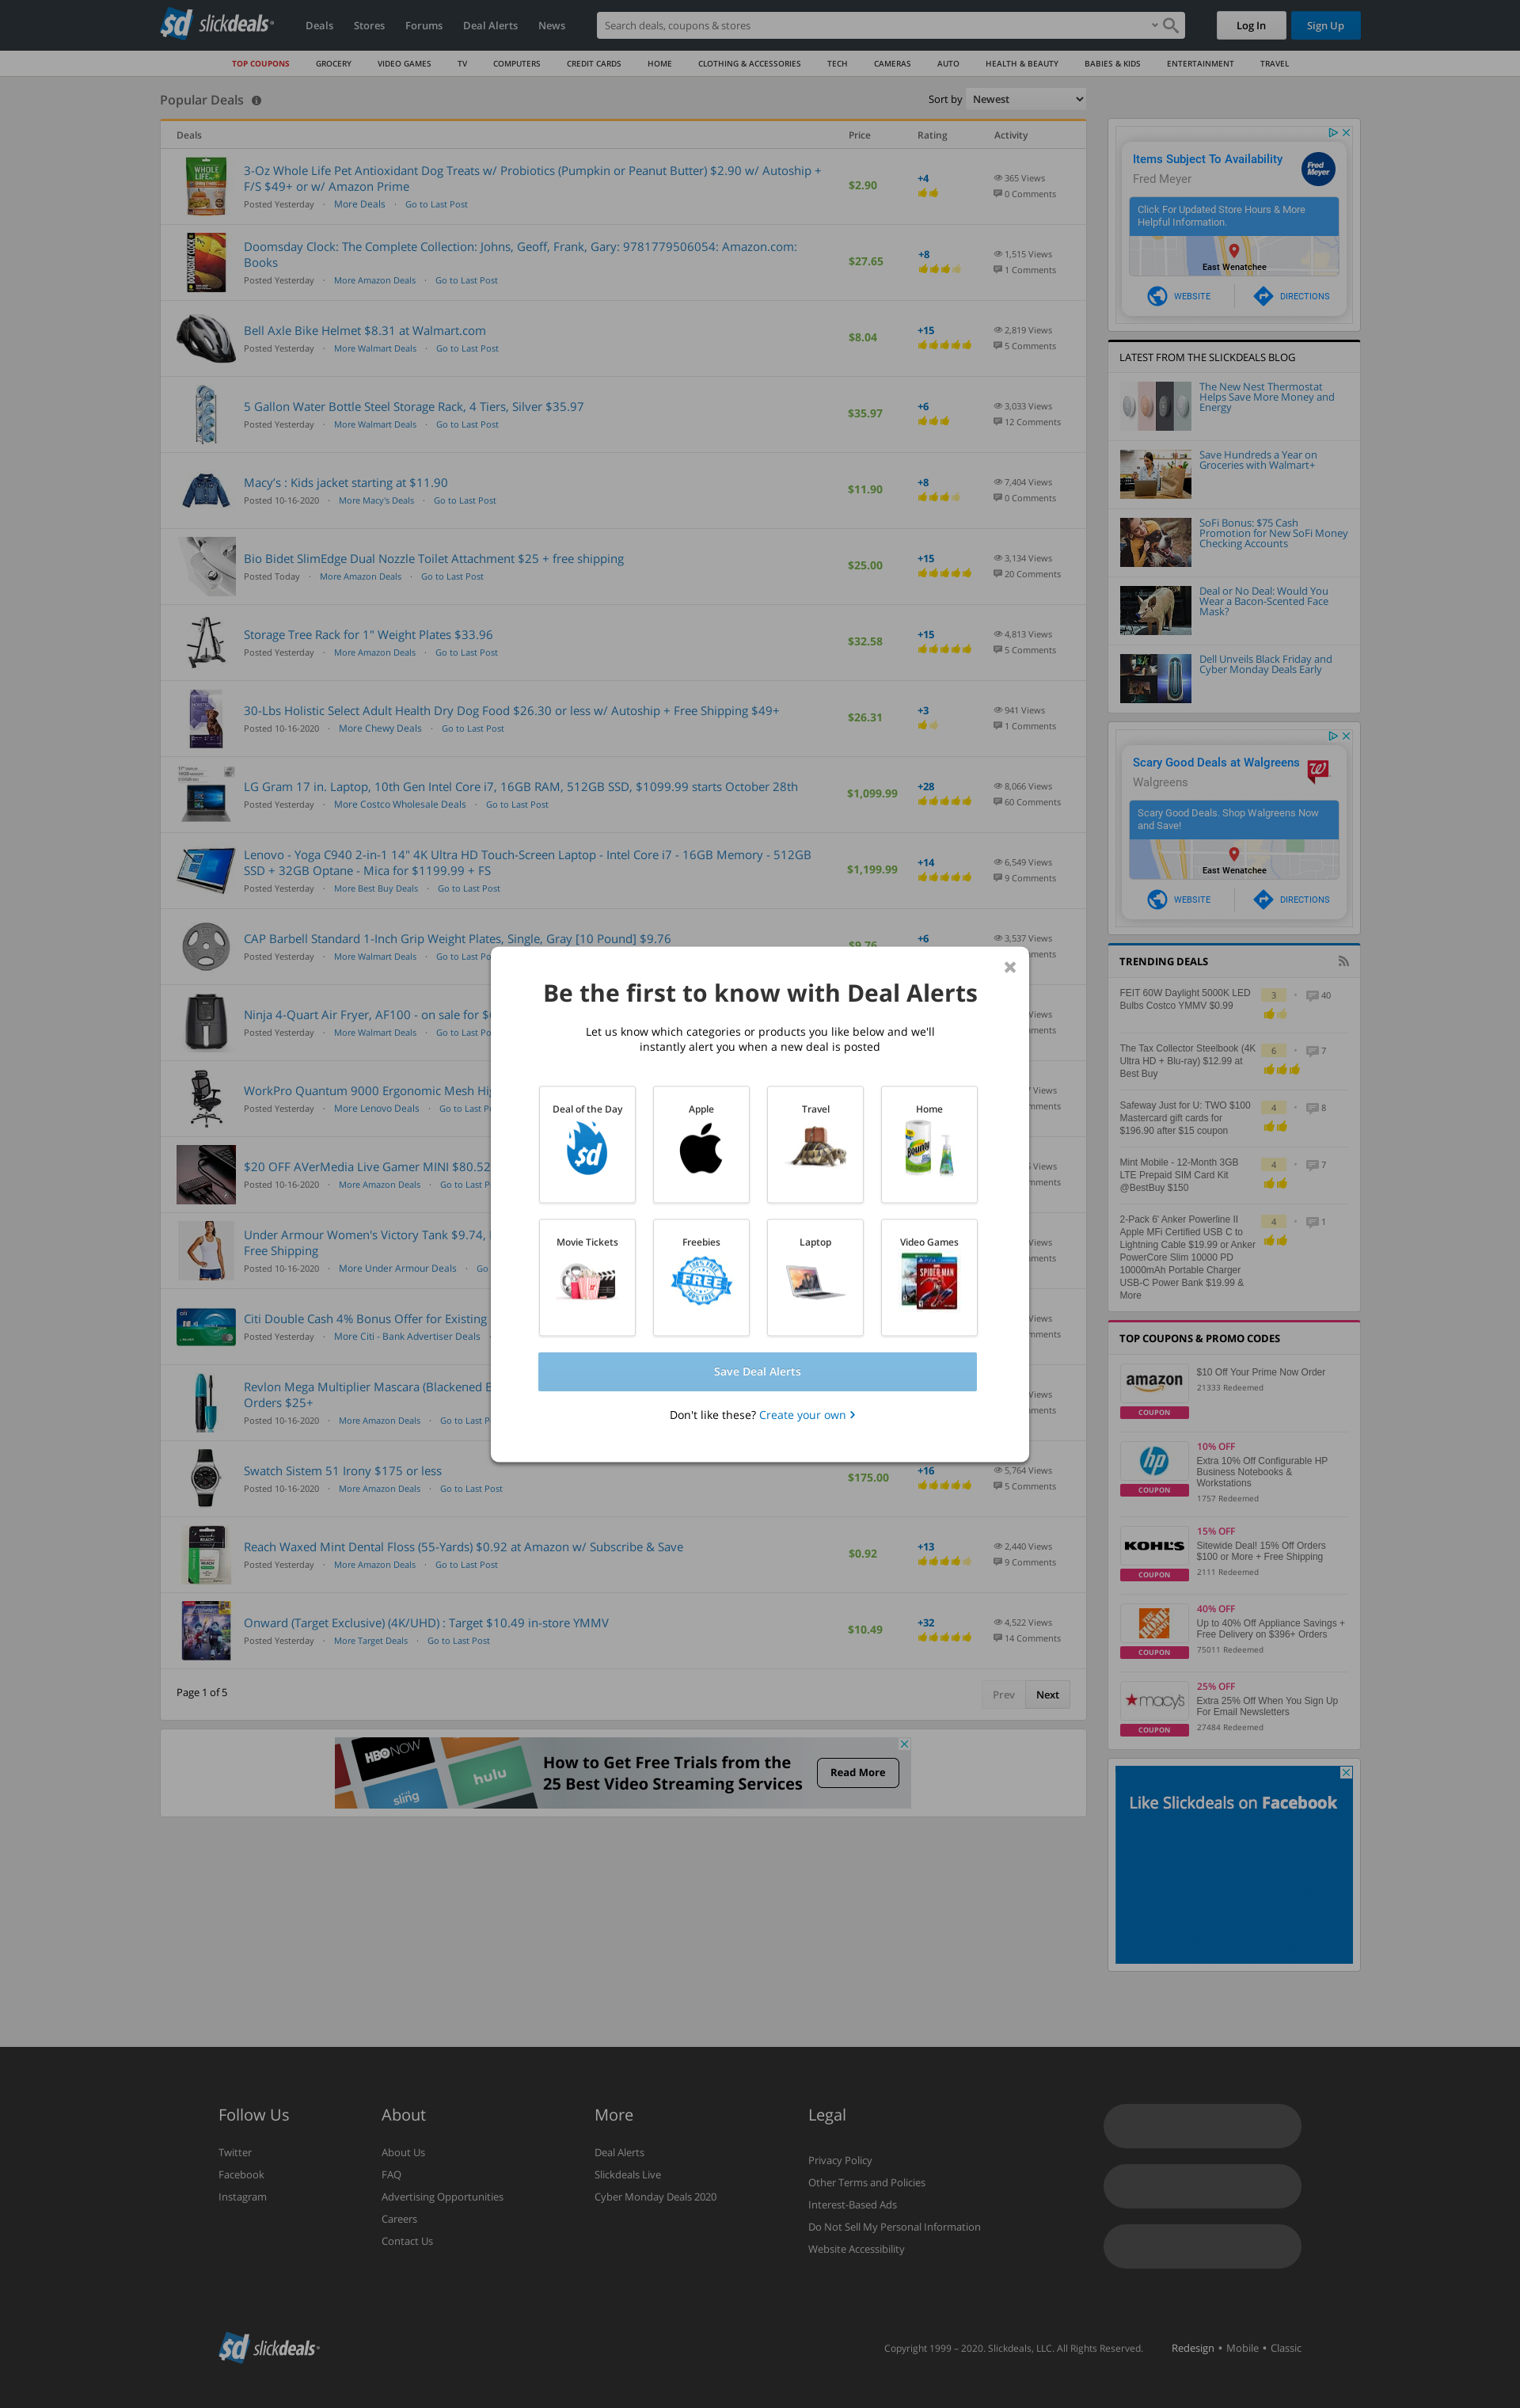 sd slickdeals
Deals Stores Forums Deal Alerts News
Search deals, coupons & stores
Log In
Sign Up
TOP COUPONS GROCERY VIDEO GAMES TV COMPUTERS CREDIT CARDS HOME CLOTHING & ACCESSORIES TECH CAMERAS AUTO HEALTH & BEAUTY BABIES & KIDS ENTERTAINMENT TRAVEL
Popular Deals
Sort by Newest
Deals Price Rating Activity
3-Oz Whole Life Pet Antioxidant Dog Treats w/ Probiotics (Pumpkin or Peanut Butter) $2.90 w/ Autoship +
F/S $49+ or w/ Amazon Prime
Posted Yesterday · More Deals · Go to Last Post
$2.90
+4
365 Views
0 Comments
Doomsday Clock: The Complete Collection: Johns, Geoff, Frank, Gary: 9781779506054: Amazon.com:
Books
Posted Yesterday · More Amazon Deals · Go to Last Post
$27.65
+8
1,515 Views
1 Comments
Bell Axle Bike Helmet $8.31 at Walmart.com
Posted Yesterday · More Walmart Deals · Go to Last Post
$8.04
+15
2,819 Views
5 Comments
5 Gallon Water Bottle Steel Storage Rack, 4 Tiers, Silver $35.97
Posted Yesterday · More Walmart Deals · Go to Last Post
$35.97
+6
3,033 Views
12 Comments
Macy's : Kids jacket starting at $11.90
Posted 10-16-2020 · More Macy's Deals · Go to Last Post
$11.90
+8
7,404 Views
0 Comments
Bio Bidet SlimEdge Dual Nozzle Toilet Attachment $25 + free shipping
Posted Today · More Amazon Deals · Go to Last Post
$25.00
+15
3,134 Views
20 Comments
Storage Tree Rack for 1" Weight Plates $33.96
Posted Yesterday · More Amazon Deals · Go to Last Post
$32.58
+15
4,813 Views
5 Comments
30-Lbs Holistic Select Adult Health Dry Dog Food $26.30 or less w/ Autoship + Free Shipping $49+
Posted 10-16-2020 · More Chewy Deals · Go to Last Post
$26.31
+3
941 Views
1 Comments
LG Gram 17 in. Laptop, 10th Gen Intel Core i7, 16GB RAM, 512GB SSD, $1099.99 starts October 28th
Posted Yesterday · More Costco Wholesale Deals · Go to Last Post
$1,099.99
+28
8,066 Views
60 Comments
Lenovo - Yoga C940 2-in-1 14" 4K Ultra HD Touch-Screen Laptop - Intel Core i7 - 16GB Memory - 512GB
SSD + 32GB Optane - Mica for $1199.99 + FS
Posted Yesterday · More Best Buy Deals · Go to Last Post
$1,199.99
+14
6,549 Views
9 Comments
CAP Barbell Standard 1-Inch Grip Weight Plates, Single, Gray [10 Pound] $9.76
Posted Yesterday · More Walmart Deals · Go to Last
$9.76
+6
3,537 Views
Ninja 4-Quart Air Fryer, AF100 - on sale for
Posted Yesterday · More Walmart Deals · Go to Last
Views
WorkPro Quantum 9000 Ergonomic Mesh
Posted Yesterday · More Lenovo Deals · Go to Last
Views
$20 OFF AVerMedia Live Gamer MINI $80.52
Posted 10-16-2020 · More Amazon Deals · Go to Last
Views
Under Armour Women's Victory Tank $9.74,
Free Shipping
Posted 10-16-2020 · More Under Armour Deals · Go
Views
Citi Double Cash 4% Bonus Offer for Existing
Posted Yesterday · More Citi - Bank Advertiser Deals
Views
Revlon Mega Multiplier Mascara (Blackened
Orders $25+
Posted 10-16-2020 · More Amazon Deals · Go to Last
Views
Swatch Sistem 51 Irony $175 or less
Posted 10-16-2020 · More Amazon Deals · Go to Last Post
$175.00
+16
5,764 Views
5 Comments
Reach Waxed Mint Dental Floss (55-Yards) $0.92 at Amazon w/ Subscribe & Save
Posted Yesterday · More Amazon Deals · Go to Last Post
$0.92
+13
2,440 Views
9 Comments
Onward (Target Exclusive) (4K/UHD) : Target $10.49 in-store YMMV
Posted Yesterday · More Target Deals · Go to Last Post
$10.49
+32
4,522 Views
14 Comments
Page 1 of 5
Prev Next
HBO NOW
hulu
sling
How to Get Free Trials from the
25 Best Video Streaming Services
Read More
Be the first to know with Deal Alerts
Let us know which categories or products you like below and we'll
instantly alert you when a new deal is posted
Deal of the Day Apple Travel Home
Movie Tickets Freebies Laptop Video Games
Save Deal Alerts
Don't like these? Create your own
Items Subject To Availability
Fred Meyer
Click For Updated Store Hours & More
Helpful Information.
East Wenatchee
WEBSITE DIRECTIONS
LATEST FROM THE SLICKDEALS BLOG
The New Nest Thermostat
Helps Save More Money and
Energy
Save Hundreds a Year on
Groceries with Walmart+
SoFi Bonus: $75 Cash
Promotion for New SoFi Money
Checking Accounts
Deal or No Deal: Would You
Wear a Bacon-Scented Face
Mask?
Dell Unveils Black Friday and
Cyber Monday Deals Early
Scary Good Deals at Walgreens
Walgreens
Scary Good Deals. Shop Walgreens Now
and Save!
East Wenatchee
WEBSITE DIRECTIONS
TRENDING DEALS
FEIT 60W Daylight 5000K LED
Bulbs Costco YMMV $0.99
3 • 40
The Tax Collector Steelbook (4K
Ultra HD + Blu-ray) $12.99 at
Best Buy
6 • 7
Safeway Just for U: TWO $100
Mastercard gift cards for
$196.90 after $15 coupon
4 • 8
Mint Mobile - 12-Month 3GB
LTE Prepaid SIM Card Kit
@BestBuy $150
4 • 7
2-Pack 6' Anker Powerline II
Apple MFi Certified USB C to
Lightning Cable $19.99 or Anker
PowerCore Slim 10000 PD
10000mAh Portable Charger
USB-C Power Bank $19.99 &
More
4 • 1
TOP COUPONS & PROMO CODES
amazon
COUPON
$10 Off Your Prime Now Order
21333 Redeemed
hp
COUPON
10% OFF
Extra 10% Off Configurable HP
Business Notebooks &
Workstations
1757 Redeemed
KOHL'S
COUPON
15% OFF
Sitewide Deal! 15% Off Orders
$100 or More + Free Shipping
2111 Redeemed
THE HOME DEPOT
COUPON
40% OFF
Up to 40% Off Appliance Savings +
Free Delivery on $396+ Orders
75011 Redeemed
macy's
COUPON
25% OFF
Extra 25% Off When You Sign Up
For Email Newsletters
27484 Redeemed
Like Slickdeals on Facebook
Follow Us
Twitter
Facebook
Instagram
About
About Us
FAQ
Advertising Opportunities
Careers
Contact Us
More
Deal Alerts
Slickdeals Live
Cyber Monday Deals 2020
Legal
Privacy Policy
Other Terms and Policies
Interest-Based Ads
Do Not Sell My Personal Information
Website Accessibility
sd slickdeals
Copyright 1999 – 2020. Slickdeals, LLC. All Rights Reserved.
Redesign • Mobile • Classic